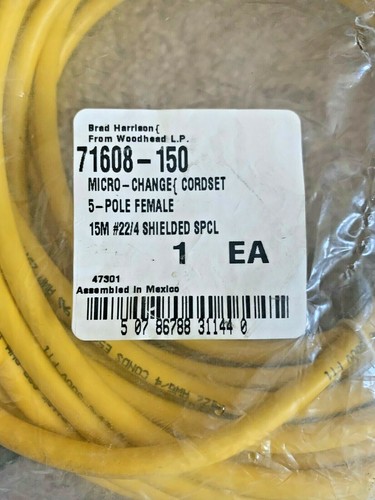 Brad Harrison{
From Woodhead L.P.
71608-150
MICRO-CHANGE{ CORDSET
5-POLE FEMALE
15M #22/4 SHIELDED SPCL
1 EA
47301
Assembled in Mexico
5 07 86788 31144 0